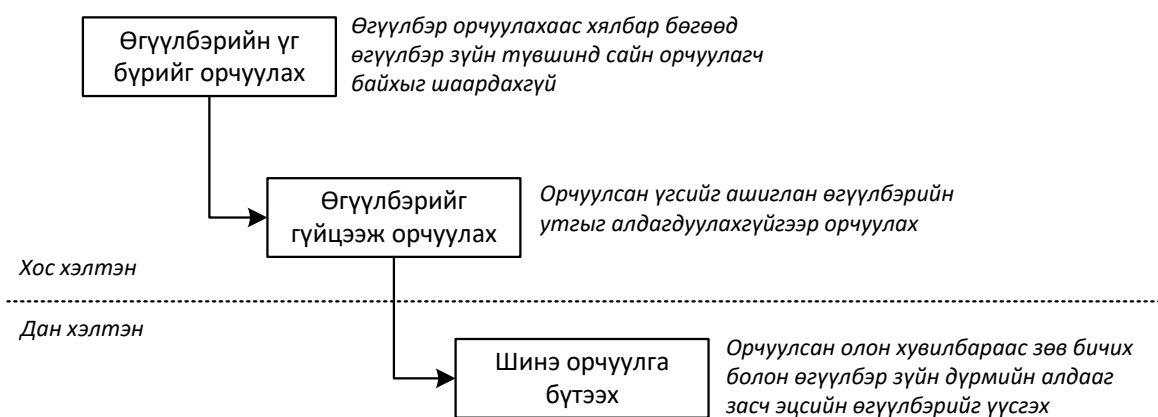 Өгүүлбэрийн үг
бүрийг орчуулах
Өгүүлбэр орчуулахаас хялбар бөгөөд
өгүүлбэр зүйн түвшинд сайн орчуулагч
байхыг шаардахгүй
Өгүүлбэрийг
гүйцээж орчуулах
Орчуулсан үгсийг ашиглан өгүүлбэрийн
утгыг алдагдуулахгүйгээр орчуулах
Хос хэлтэн
Дан хэлтэн
Шинэ орчуулга
бүтээх
Орчуулсан олон хувилбараас зөв бичих
болон өгүүлбэр зүйн дүрмийн алдааг
засч эцсийн өгүүлбэрийг үүсгэх